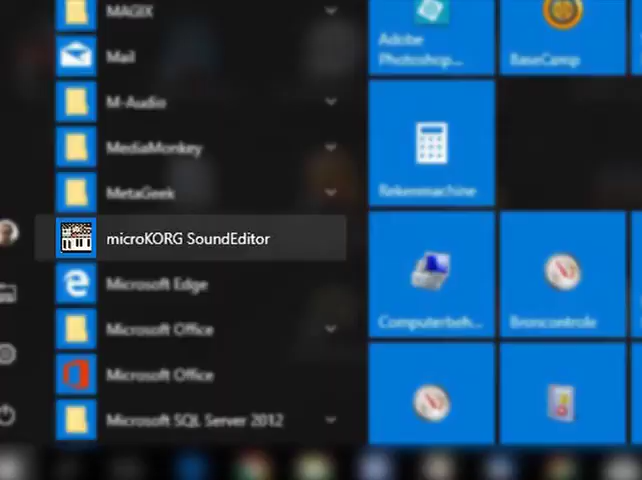 MAGIX
Mail
M-Audio
MediaMonkey
MetaGeek
microKORG SoundEditor
Microsoft Edge
Microsoft Office
Microsoft Office
Microsoft SQL Server 2012
Adobe
Photoshop...
BaseCamp
Rekenmachine
Computerbeh...
Broncontrole